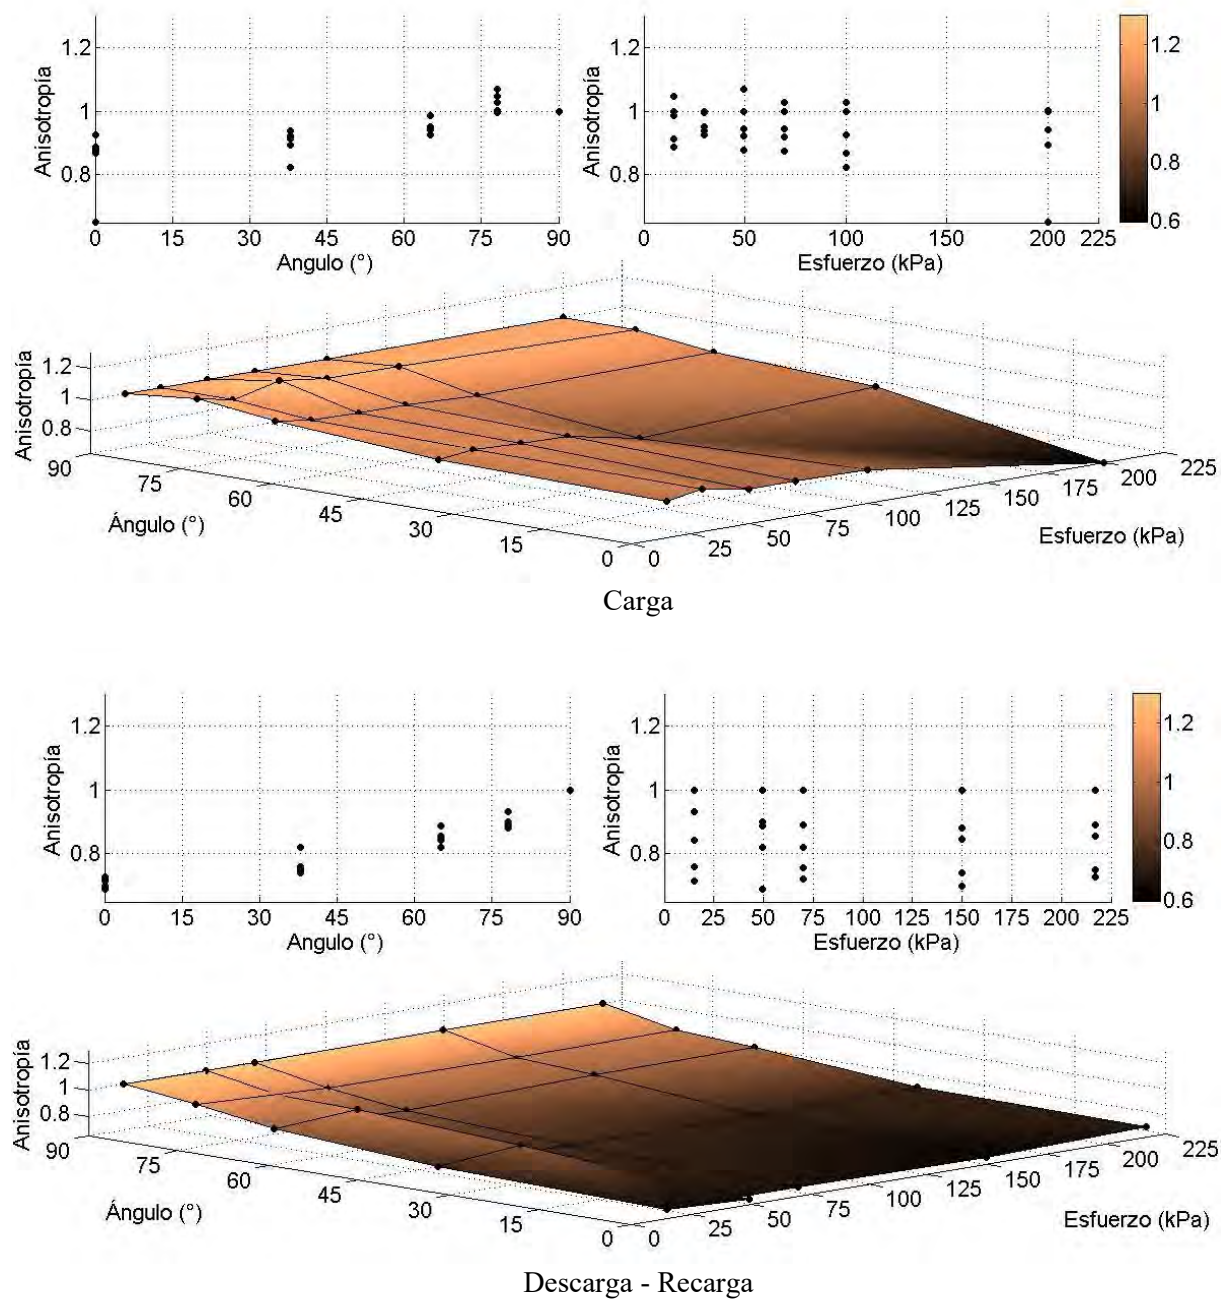 1.2
1
0.8
Anisotropía
0 15 30 45 60 75 90
Angulo (°)
1.2
1
0.8
Anisotropía
0 50 100 150 200 225
Esfuerzo (kPa)
1.2
1
0.8
0.6
1.2
1
0.8
Anisotropía
90 75 60 45 30 15 0
Ángulo (°)
0 25 50 75 100 125 150 175 200 225
Esfuerzo (kPa)
Carga
1.2
1
0.8
Anisotropía
0 15 30 45 60 75 90
Angulo (°)
1.2
1
0.8
Anisotropía
0 25 50 75 100 125 150 175 200 225
Esfuerzo (kPa)
1.2
1
0.8
0.6
1.2
1
0.8
Anisotropía
90 75 60 45 30 15 0
Ángulo (°)
0 25 50 75 100 125 150 175 200 225
Esfuerzo (kPa)
Descarga - Recarga